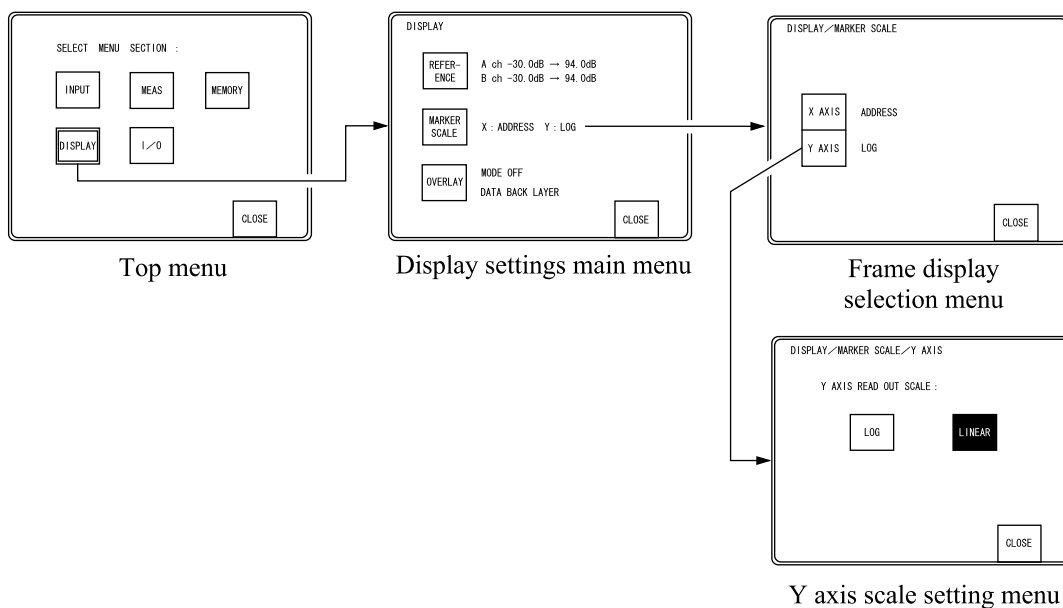 SELECT MENU SECTION :
INPUT
MEAS
MEMORY
DISPLAY
I／O
CLOSE
Top menu
DISPLAY
REFER-
ENCE
A ch -30.0dB → 94.0dB
B ch -30.0dB → 94.0dB
MARKER
SCALE
X : ADDRESS Y : LOG
OVERLAY
MODE OFF
DATA BACK LAYER
CLOSE
Display settings main menu
DISPLAY／MARKER SCALE
X AXIS
ADDRESS
Y AXIS
LOG
CLOSE
Frame display
selection menu
DISPLAY／MARKER SCALE／Y AXIS
Y AXIS READ OUT SCALE :
LOG
LINEAR
CLOSE
Y axis scale setting menu